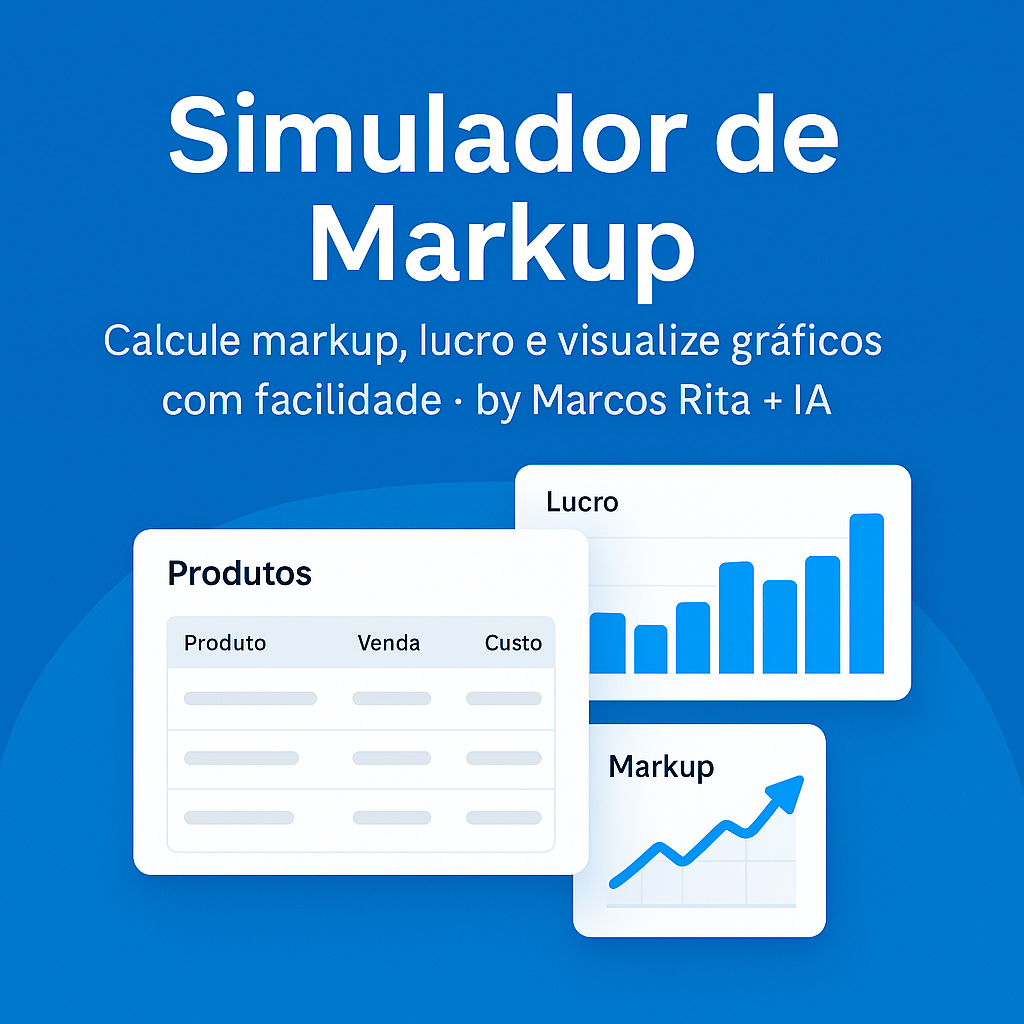 Simulador de
Markup
Calcule markup, lucro e visualize gráficos
com facilidade · by Marcos Rita + IA
Lucro
Produtos
Produto Venda Custo
Markup